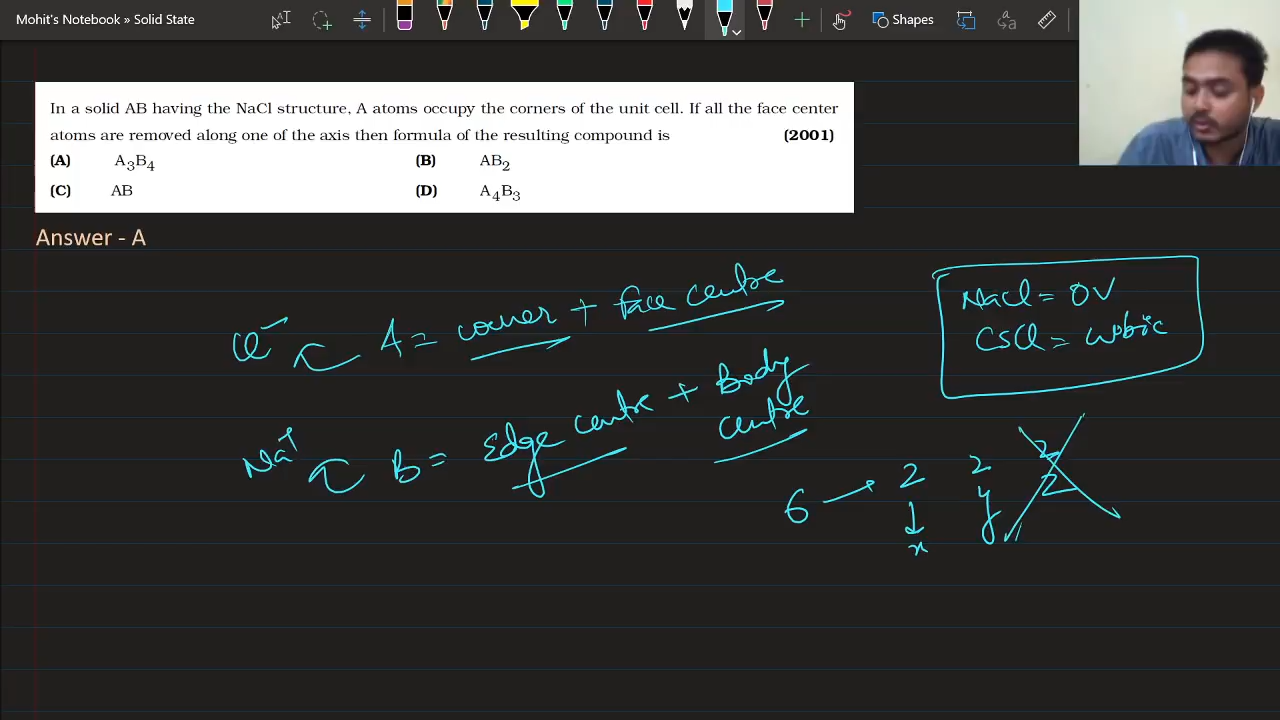 Mohit's Notebook » Solid State
Shapes
In a solid AB having the NaCl structure, A atoms occupy the corners of the unit cell. If all the face center
atoms are removed along one of the axis then formula of the resulting compound is (2001)
(A) A₃B₄ (B) AB₂
(C) AB (D) A₄B₃
Answer - A
Cl⁻ A = corner + face centre
Na⁺ B = Edge centre + Body
centre
NaCl = OV
CsCl = cubic
6 → 2 2 2
↓
x y z